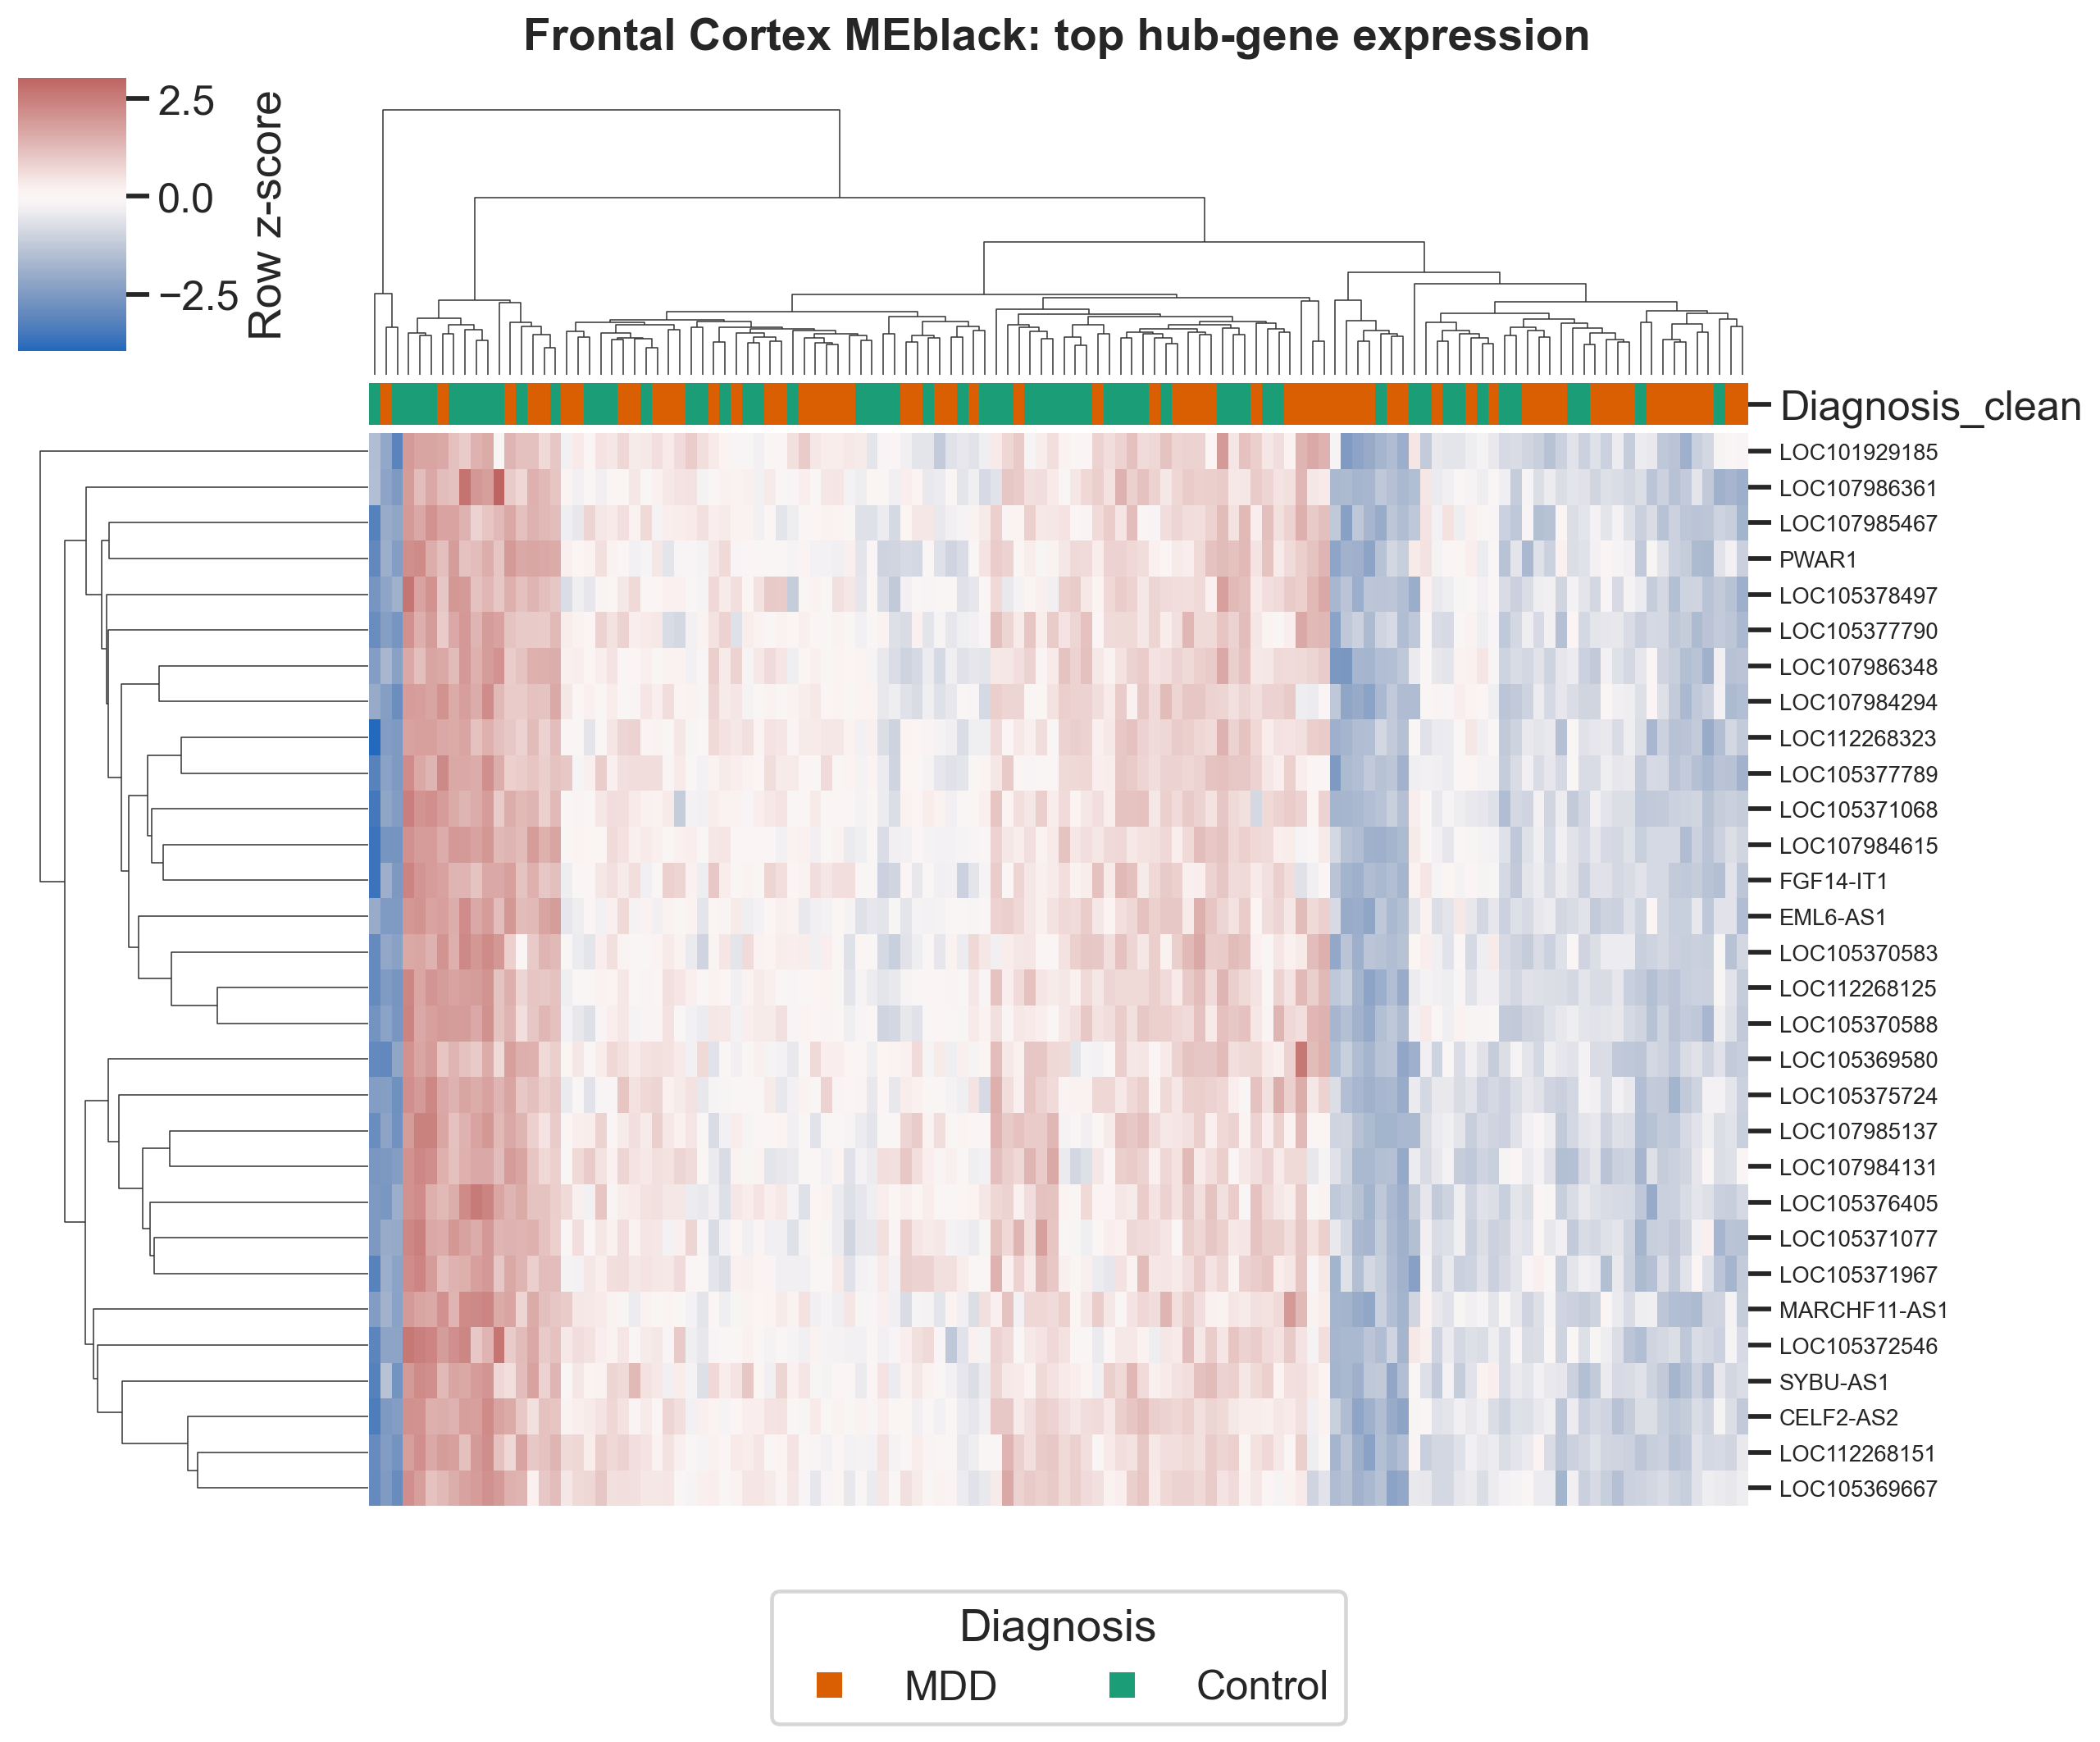 Frontal Cortex MEblack: top hub-gene expression
2.5
0.0
−2.5
Row z-score
Diagnosis_clean
LOC101929185
LOC107986361
LOC107985467
PWAR1
LOC105378497
LOC105377790
LOC107986348
LOC107984294
LOC112268323
LOC105377789
LOC105371068
LOC107984615
FGF14-IT1
EML6-AS1
LOC105370583
LOC112268125
LOC105370588
LOC105369580
LOC105375724
LOC107985137
LOC107984131
LOC105376405
LOC105371077
LOC105371967
MARCHF11-AS1
LOC105372546
SYBU-AS1
CELF2-AS2
LOC112268151
LOC105369667
Diagnosis
MDD Control